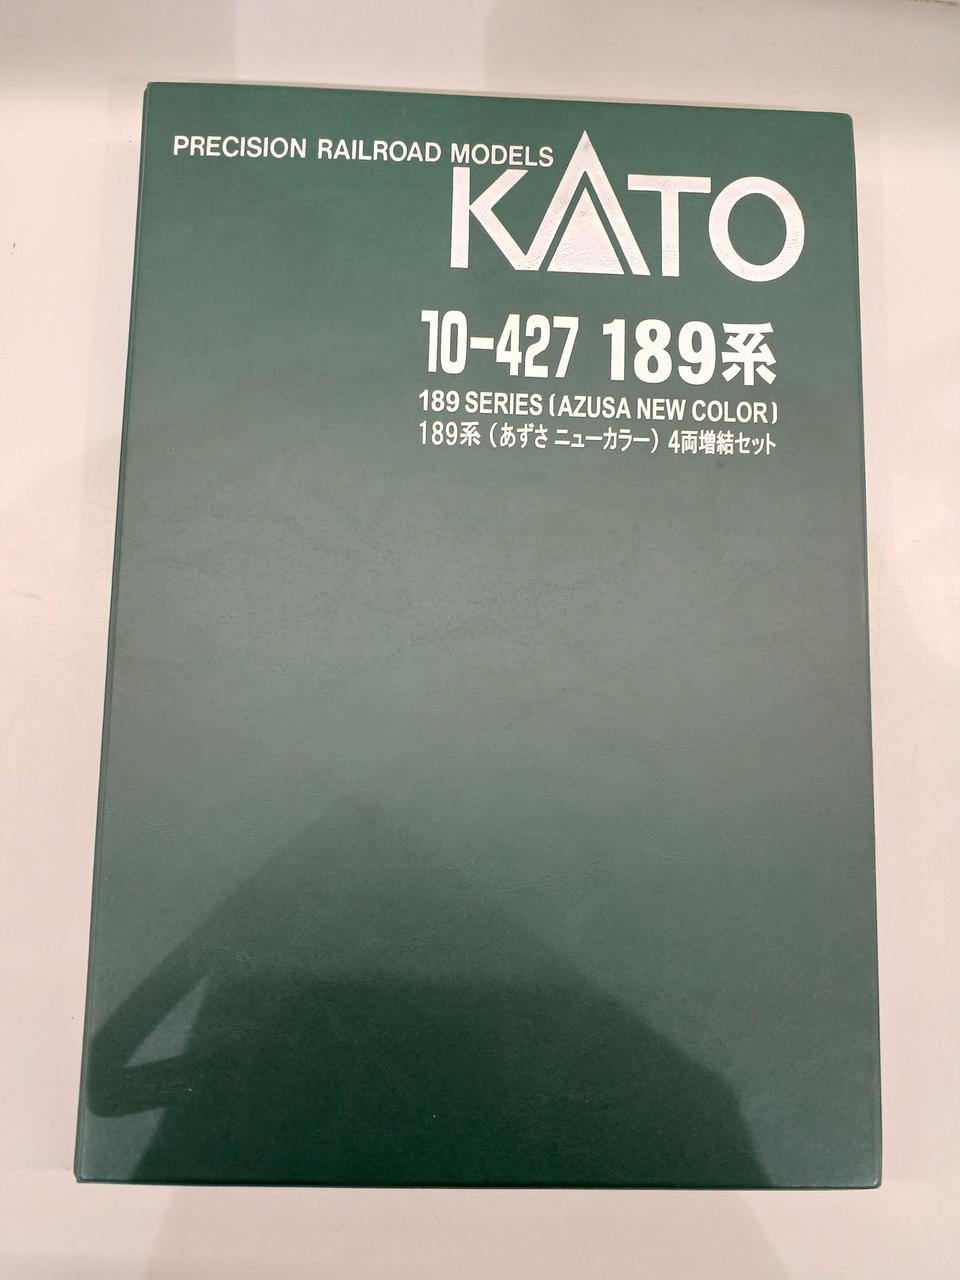 PRECISION RAILROAD MODELS
KATO
10-427 189系
189 SERIES (AZUSA NEW COLOR)
189系 (あずさ ニューカラー) 4両増結セット